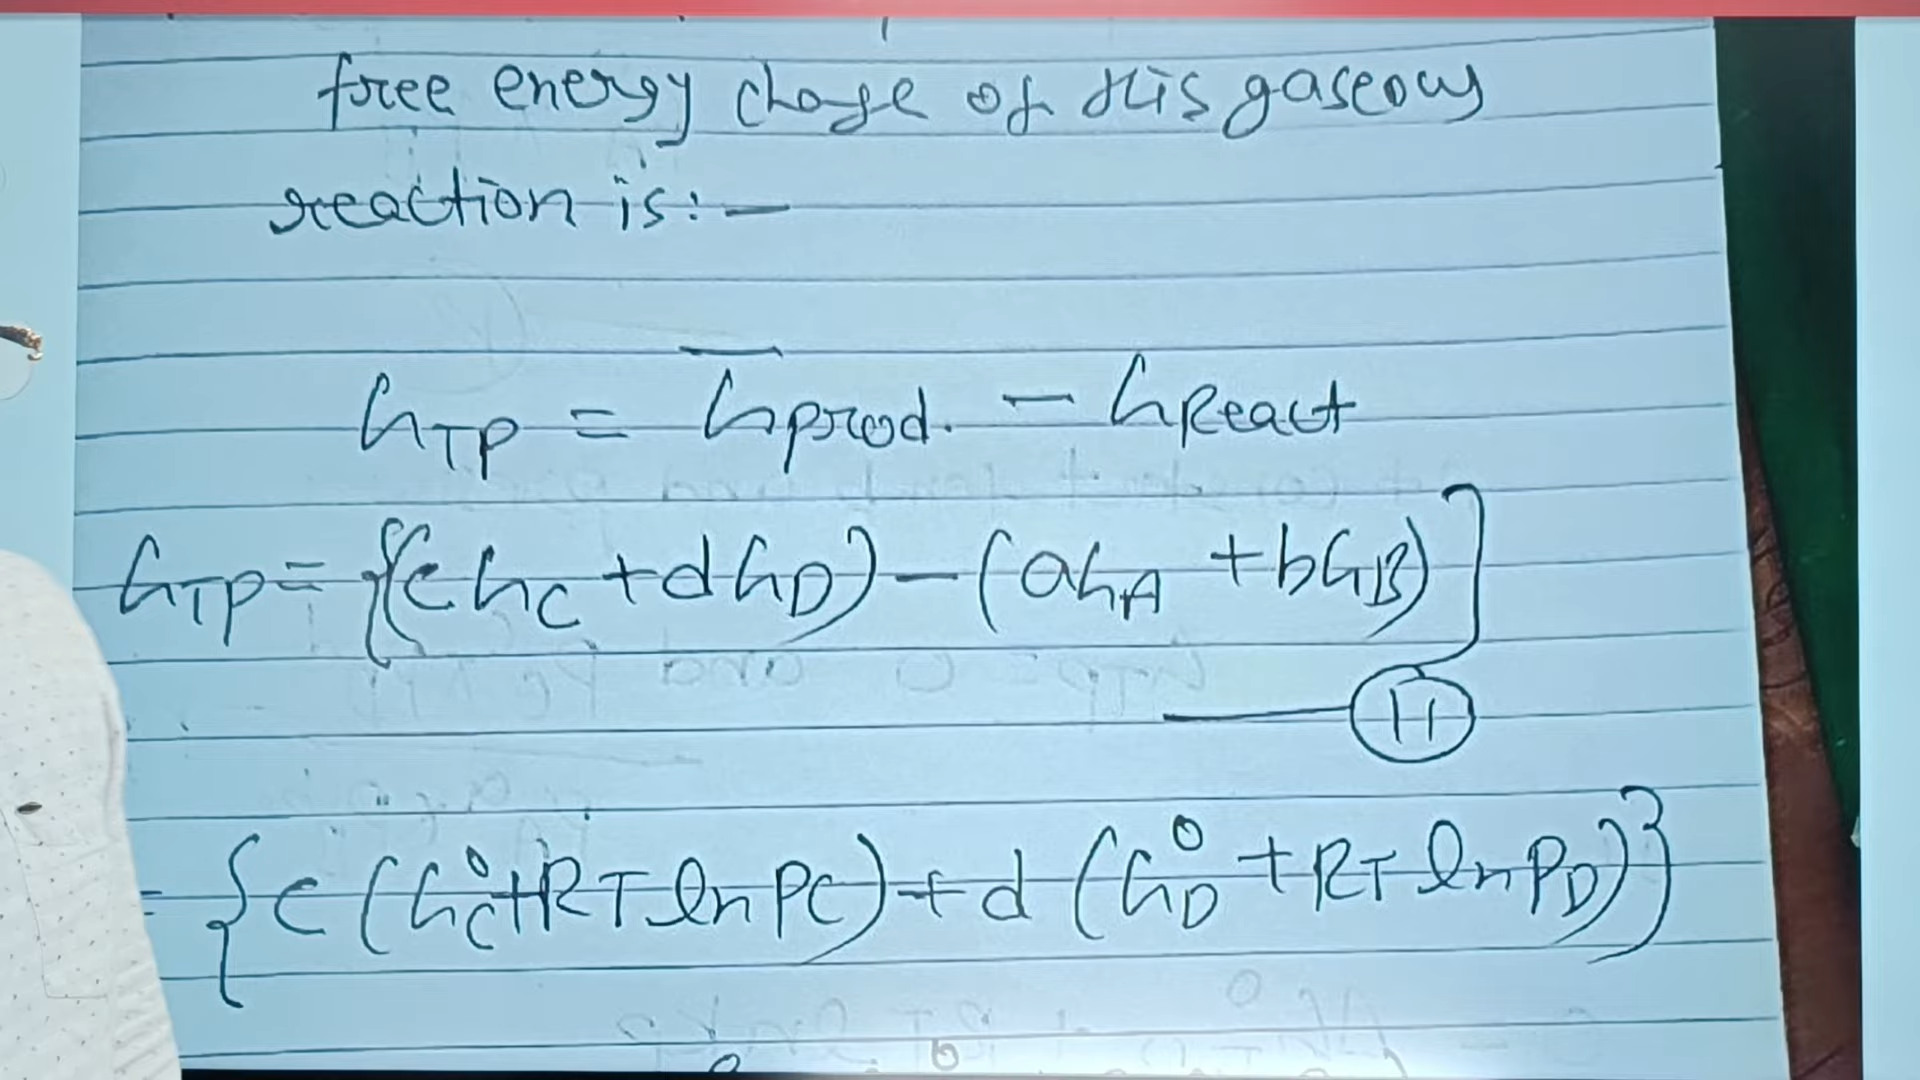 free energy change of this gaseous
reaction is:-
G_TP = G_prod. - G_React
G_TP = {(cG_C + dG_D) - (aG_A + bG_B)}
11
= {c(G°_C + RT ln P_C) + d(G°_D + RT ln P_D)}